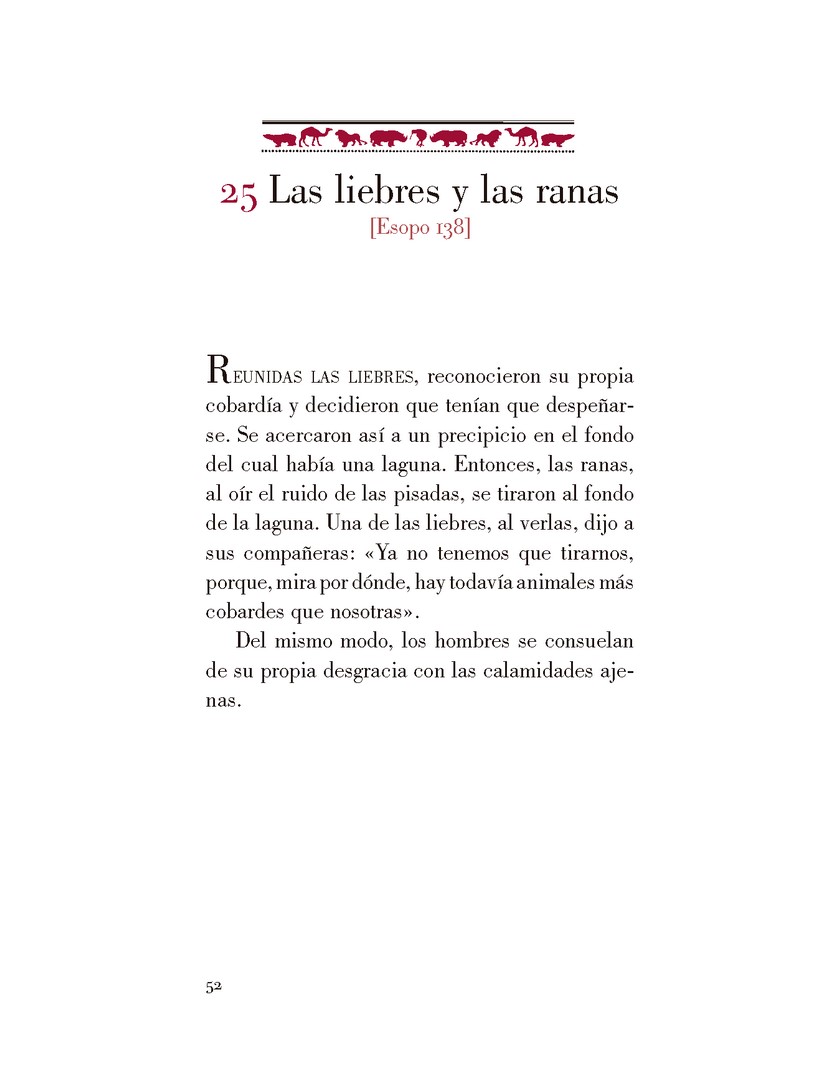 25 Las liebres y las ranas
[Esopo 138]
REUNIDAS LAS LIEBRES, reconocieron su propia
cobardía y decidieron que tenían que despeñar-
se. Se acercaron así a un precipicio en el fondo
del cual había una laguna. Entonces, las ranas,
al oír el ruido de las pisadas, se tiraron al fondo
de la laguna. Una de las liebres, al verlas, dijo a
sus compañeras: «Ya no tenemos que tirarnos,
porque, mira por dónde, hay todavía animales más
cobardes que nosotras».
Del mismo modo, los hombres se consuelan
de su propia desgracia con las calamidades aje-
nas.
52